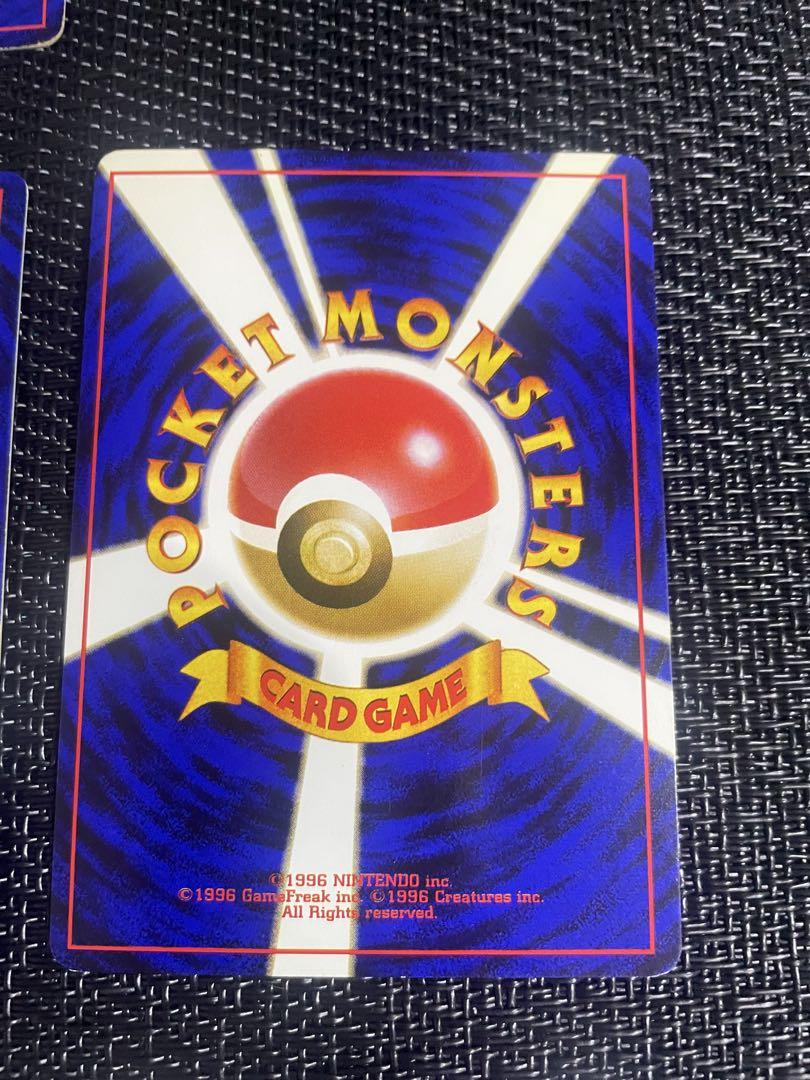 POCKET MONSTERS
CARD GAME
©1996 NINTENDO inc.
©1996 GameFreak inc. ©1996 Creatures inc.
All Rights reserved.